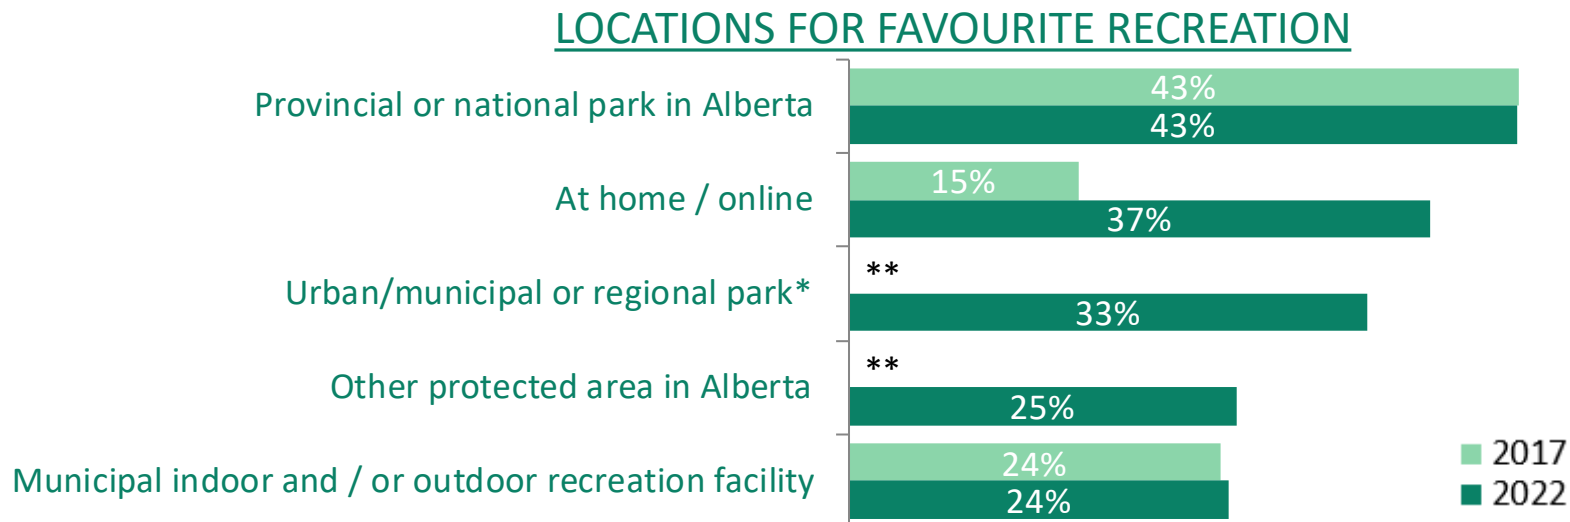 LOCATIONS FOR FAVOURITE RECREATION
Provincial or national park in Alberta
43%
43%
At home / online
15%
37%
Urban/municipal or regional park*
**
33%
Other protected area in Alberta
**
25%
Municipal indoor and / or outdoor recreation facility
24%
24%
2017
2022